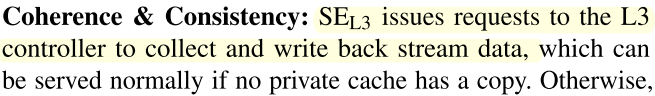 Coherence & Consistency: SEL3 issues requests to the L3
controller to collect and write back stream data, which can
be served normally if no private cache has a copy. Otherwise,